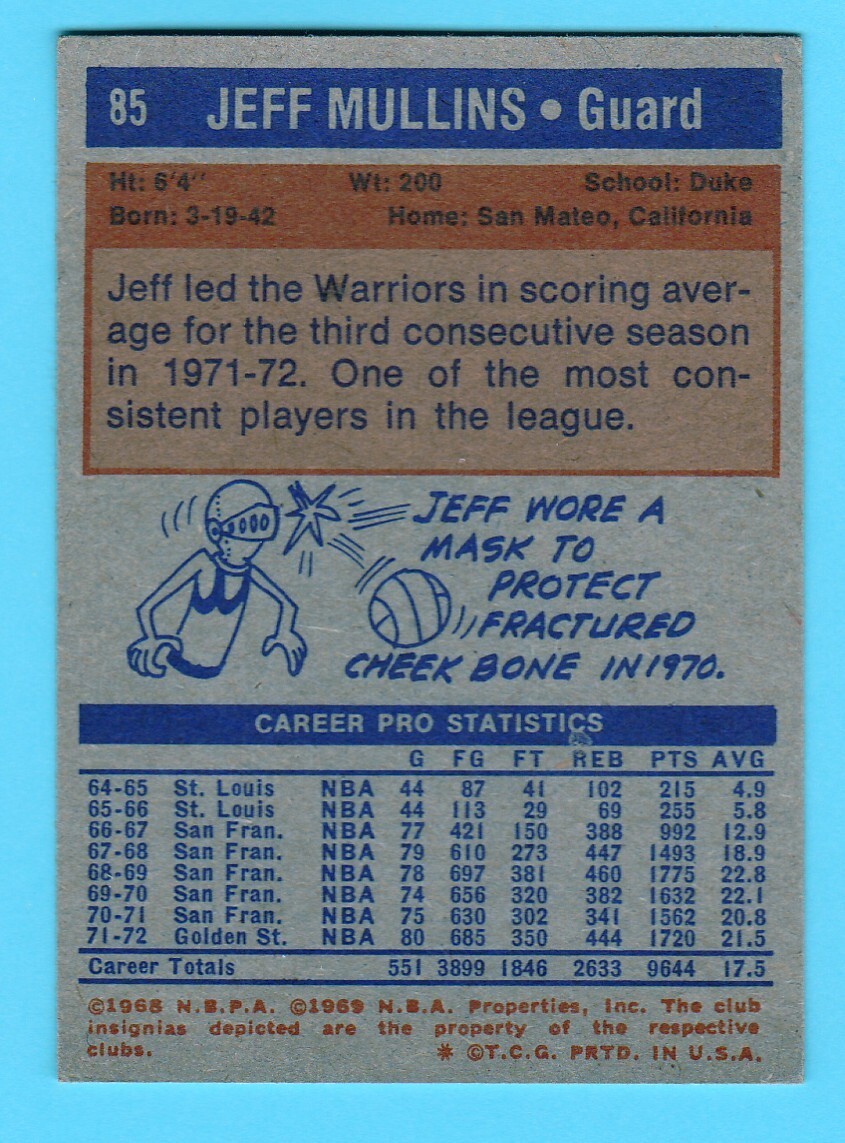 85 JEFF MULLINS • Guard
Ht: 6'4'' Wt: 200 School: Duke
Born: 3-19-42 Home: San Mateo, California
Jeff led the Warriors in scoring aver-
age for the third consecutive season
in 1971-72. One of the most con-
sistent players in the league.
JEFF WORE A
MASK TO
PROTECT
FRACTURED
CHEEK BONE IN 1970.
CAREER PRO STATISTICS
G FG FT REB PTS AVG
64-65 St. Louis NBA 44 87 41 102 215 4.9
65-66 St. Louis NBA 44 113 29 69 255 5.8
66-67 San Fran. NBA 77 421 150 388 992 12.9
67-68 San Fran. NBA 79 610 273 447 1493 18.9
68-69 San Fran. NBA 78 697 381 460 1775 22.8
69-70 San Fran. NBA 74 656 320 382 1632 22.1
70-71 San Fran. NBA 75 630 302 341 1562 20.8
71-72 Golden St. NBA 80 685 350 444 1720 21.5
Career Totals 551 3899 1846 2633 9644 17.5
©1968 N.B.P.A. ©1969 N.B.A. Properties, Inc. The club
insignias depicted are the property of the respective
clubs. * ©T.C.G. PRTD. IN U.S.A.